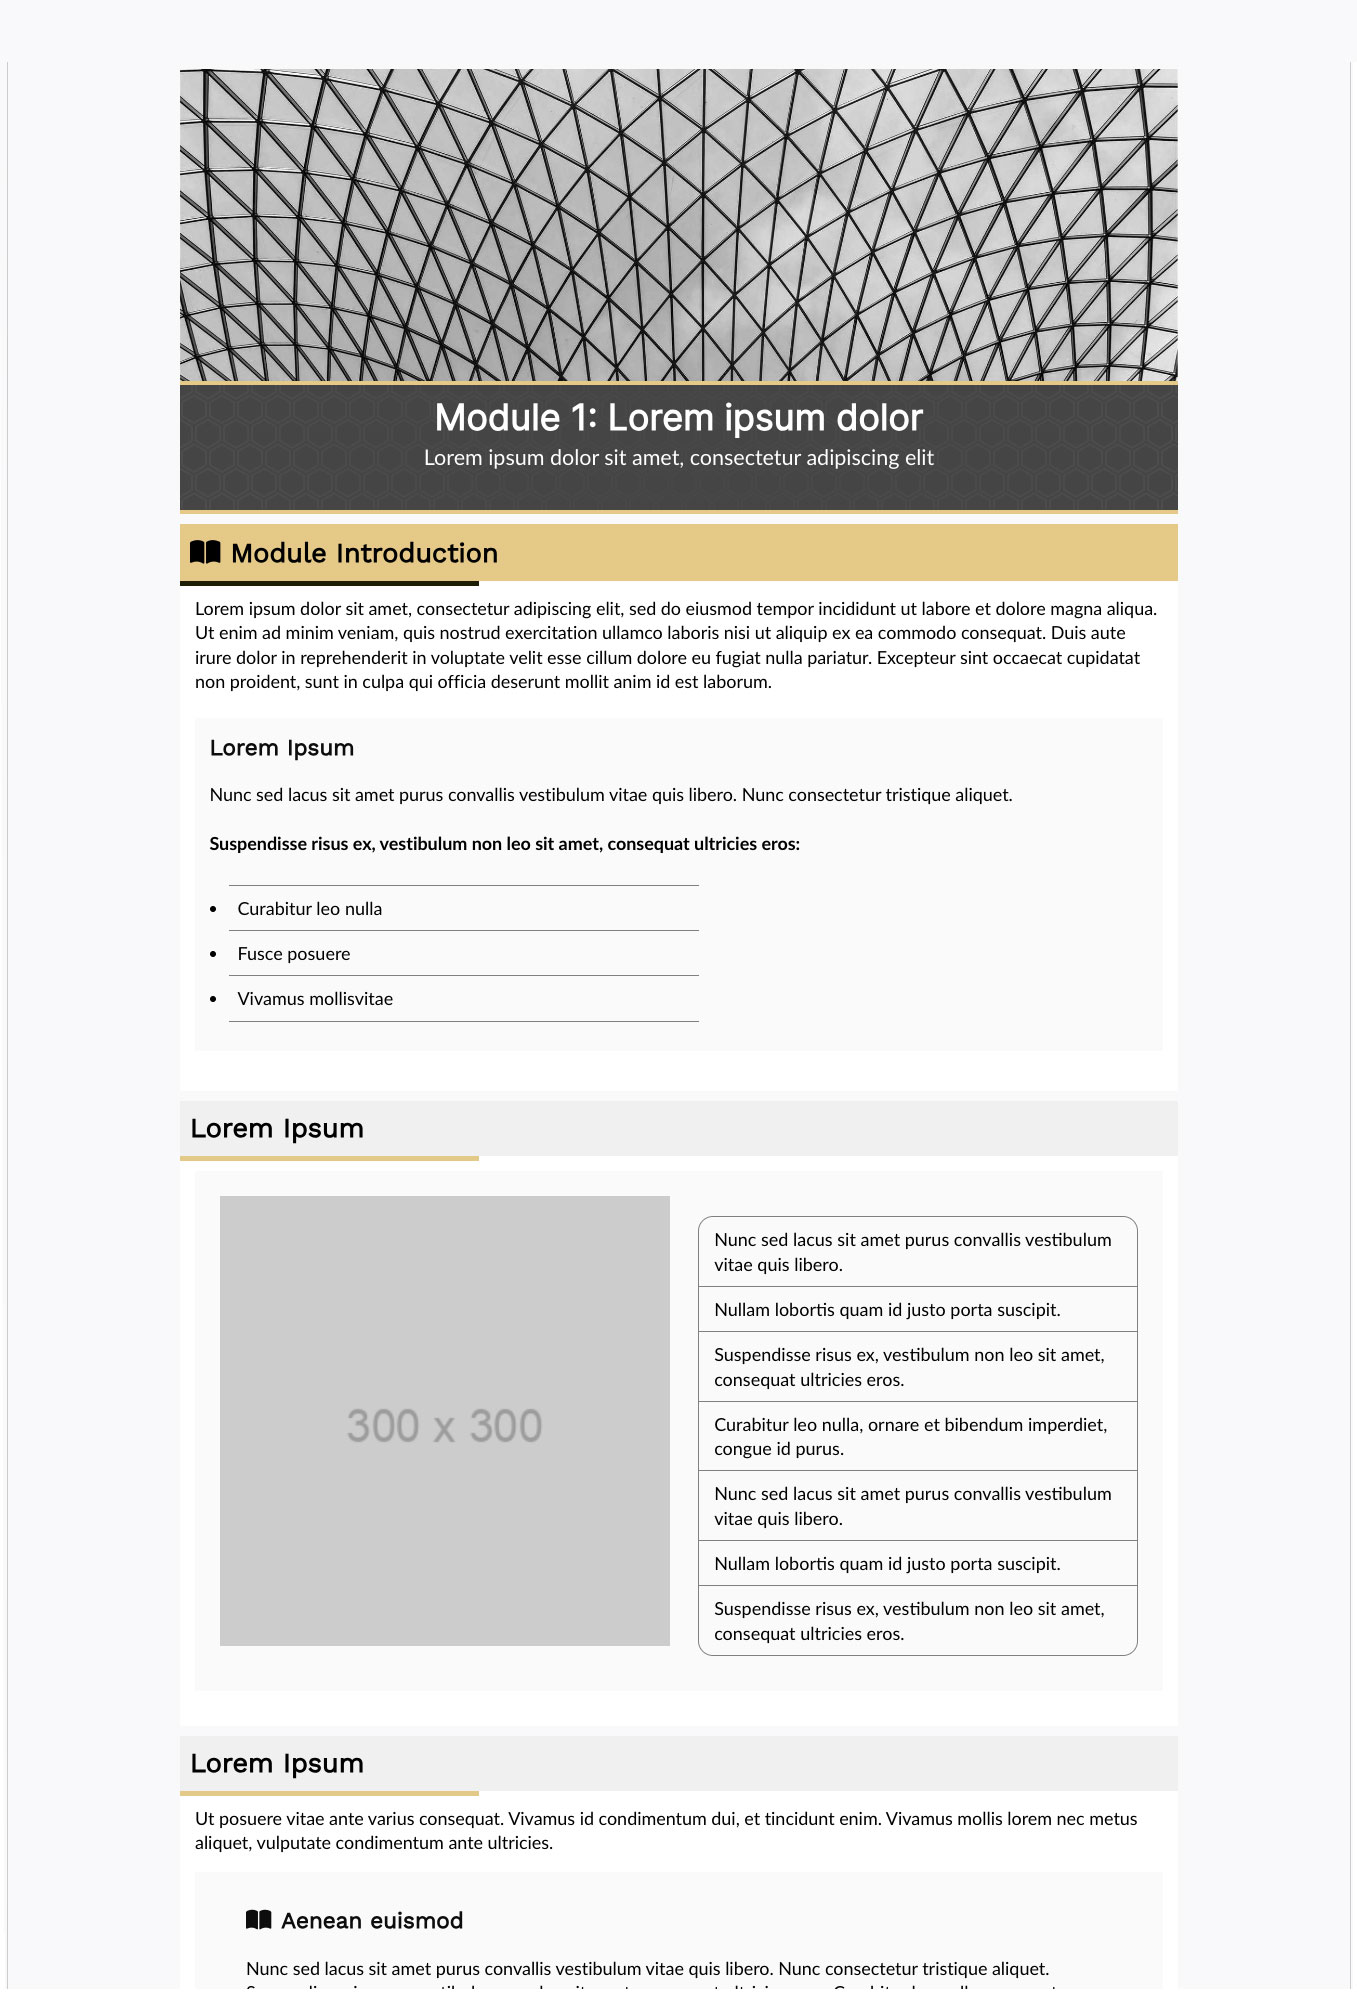 Module 1: Lorem ipsum dolor
Lorem ipsum dolor sit amet, consectetur adipiscing elit
Module Introduction
Lorem ipsum dolor sit amet, consectetur adipiscing elit, sed do eiusmod tempor incididunt ut labore et dolore magna aliqua.
Ut enim ad minim veniam, quis nostrud exercitation ullamco laboris nisi ut aliquip ex ea commodo consequat. Duis aute
irure dolor in reprehenderit in voluptate velit esse cillum dolore eu fugiat nulla pariatur. Excepteur sint occaecat cupidatat
non proident, sunt in culpa qui officia deserunt mollit anim id est laborum.
Lorem Ipsum
Nunc sed lacus sit amet purus convallis vestibulum vitae quis libero. Nunc consectetur tristique aliquet.
Suspendisse risus ex, vestibulum non leo sit amet, consequat ultricies eros:
• Curabitur leo nulla
• Fusce posuere
• Vivamus mollisvitae
Lorem Ipsum
300 x 300
Nunc sed lacus sit amet purus convallis vestibulum
vitae quis libero.
Nullam lobortis quam id justo porta suscipit.
Suspendisse risus ex, vestibulum non leo sit amet,
consequat ultricies eros.
Curabitur leo nulla, ornare et bibendum imperdiet,
congue id purus.
Nunc sed lacus sit amet purus convallis vestibulum
vitae quis libero.
Nullam lobortis quam id justo porta suscipit.
Suspendisse risus ex, vestibulum non leo sit amet,
consequat ultricies eros.
Lorem Ipsum
Ut posuere vitae ante varius consequat. Vivamus id condimentum dui, et tincidunt enim. Vivamus mollis lorem nec metus
aliquet, vulputate condimentum ante ultricies.
Aenean euismod
Nunc sed lacus sit amet purus convallis vestibulum vitae quis libero. Nunc consectetur tristique aliquet.